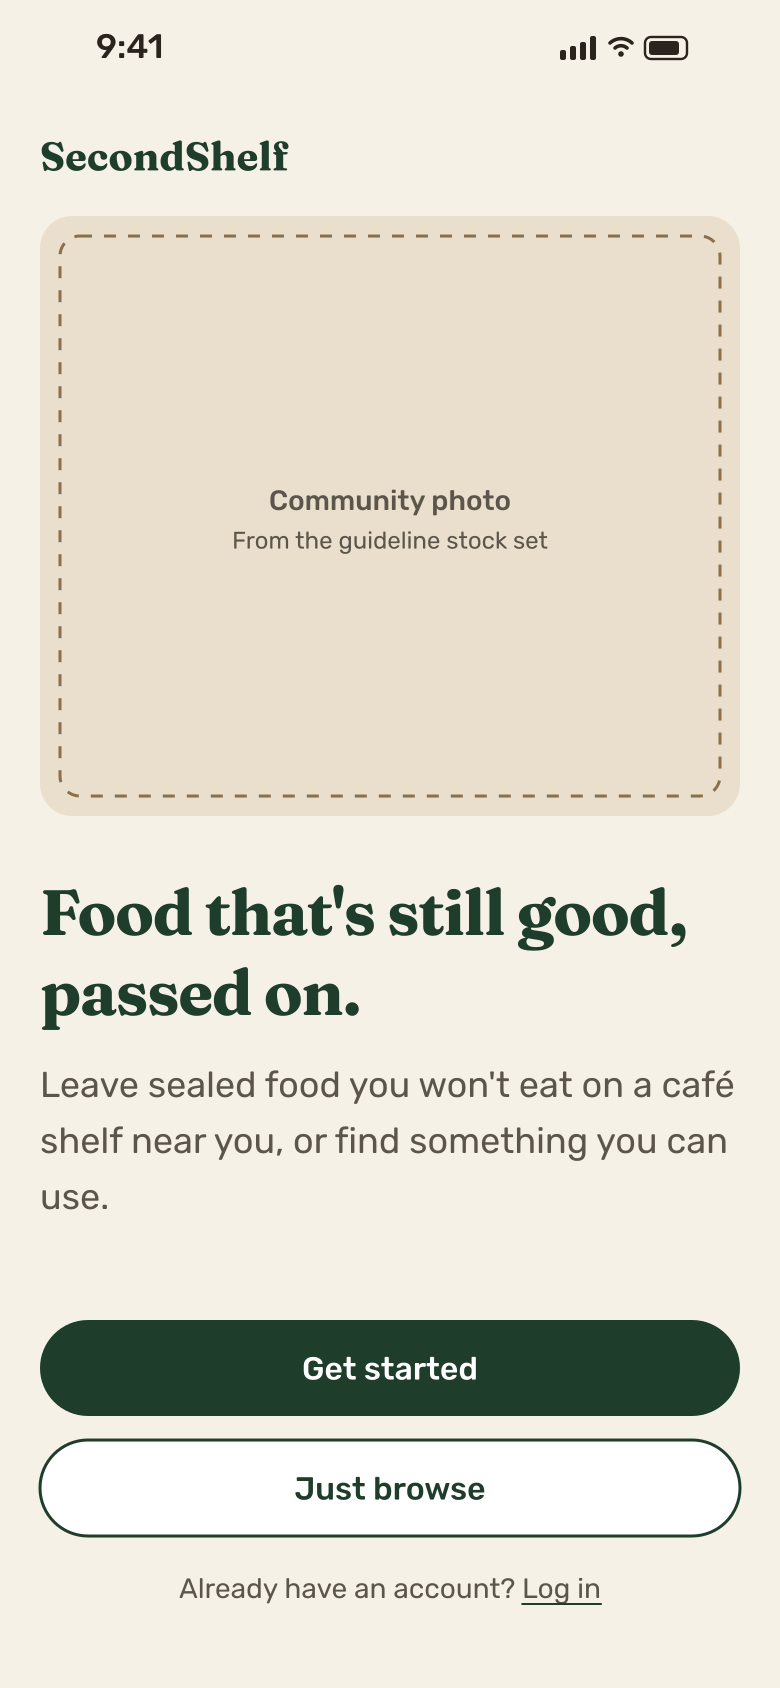 9:41
SecondShelf
Community photo
From the guideline stock set
Food that's still good,
passed on.
Leave sealed food you won't eat on a café
shelf near you, or find something you can
use.
Get started
Just browse
Already have an account? Log in